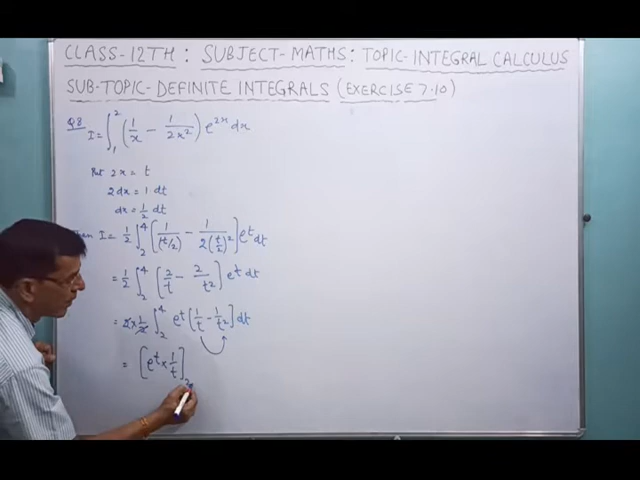 CLASS-12TH : SUBJECT-MATHS: TOPIC-INTEGRAL CALCULUS
SUB-TOPIC-DEFINITE INTEGRALS (EXERCISE 7.10)
Q8 I = ∫₁² (1/x − 1/2x²) e^2x dx
Put 2x = t
2dx = 1 dt
dx = 1/2 dt
Then I = 1/2 ∫₂⁴ [1/(t/2) − 1/2(t/2)²] e^t dt
= 1/2 ∫₂⁴ [2/t − 2/t²] e^t dt
= 2 × 1/2 ∫₂⁴ e^t [1/t − 1/t²] dt
= [e^t × 1/t]₂